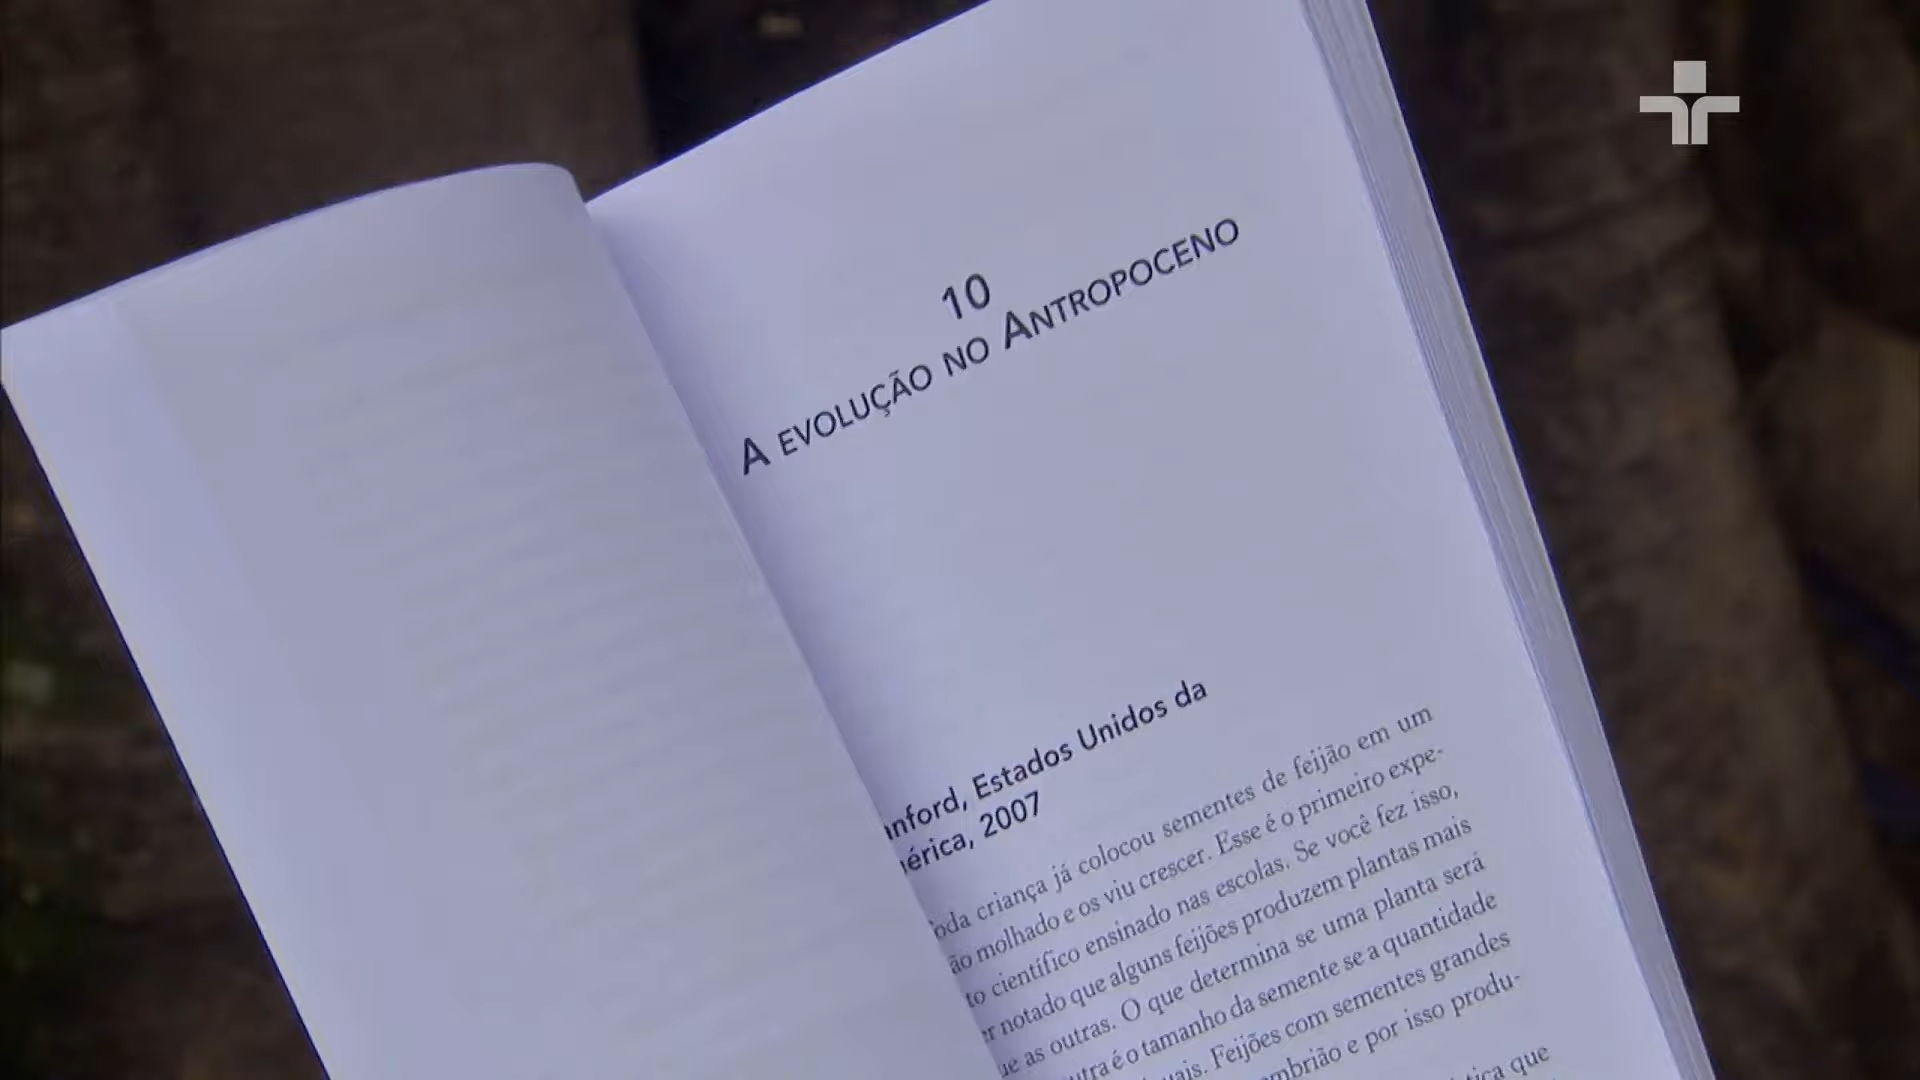 10
A EVOLUÇÃO NO ANTROPOCENO
nford, Estados Unidos da
érica, 2007
oda criança já colocou sementes de feijão em um
ão molhado e os viu crescer. Esse é o primeiro expe-
to científico ensinado nas escolas. Se você fez isso,
er notado que alguns feijões produzem plantas mais
ue as outras. O que determina se uma planta será
utra é o tamanho da semente se a quantidade
uais. Feijões com sementes grandes
mbrião e por isso produ-
tica que